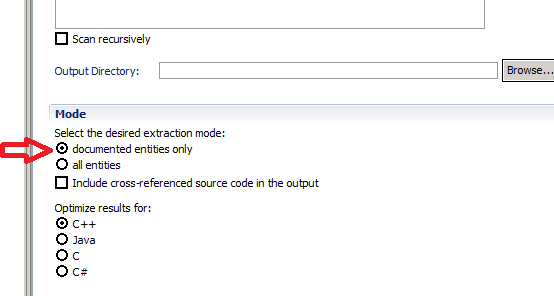 Scan recursively
Output Directory:
Browse...
Mode
Select the desired extraction mode:
documented entities only
all entities
Include cross-referenced source code in the output
Optimize results for:
C++
Java
C
C#